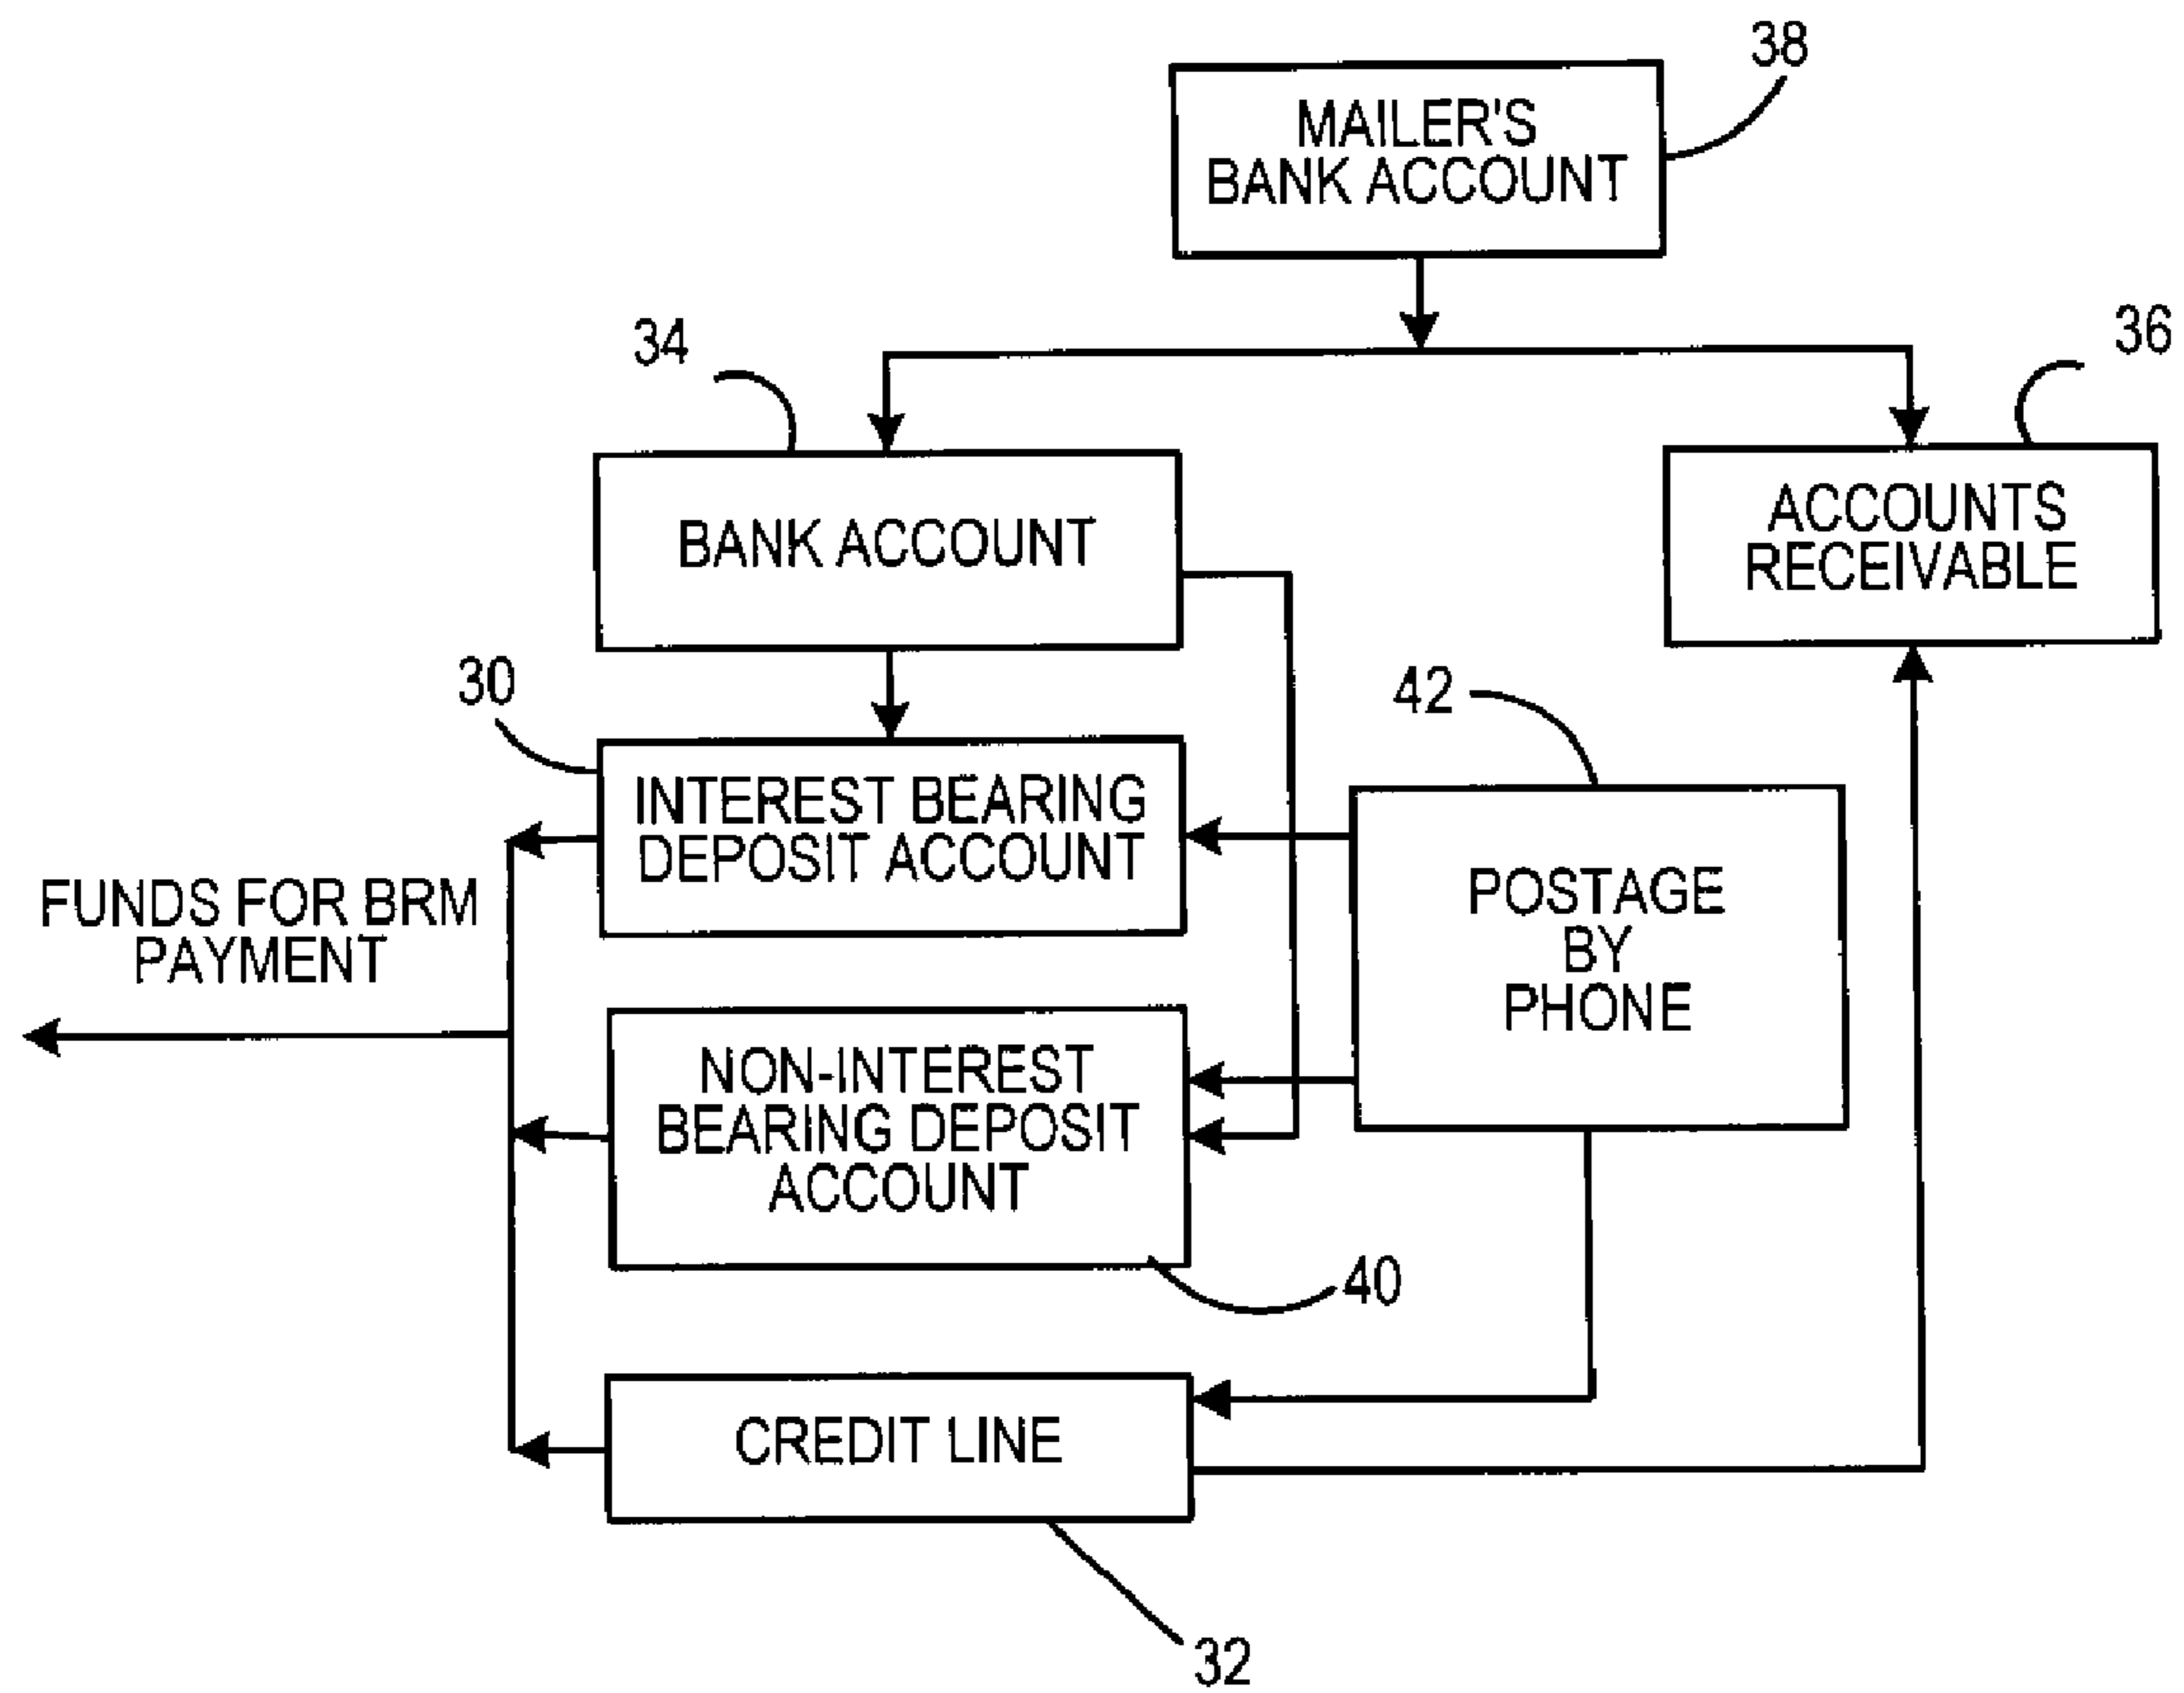 38
MAILER'S
BANK ACCOUNT
34
36
BANK ACCOUNT
ACCOUNTS
RECEIVABLE
30
42
INTEREST BEARING
DEPOSIT ACCOUNT
POSTAGE
BY
PHONE
FUNDS FOR BRM
PAYMENT
NON-INTEREST
BEARING DEPOSIT
ACCOUNT
40
CREDIT LINE
32